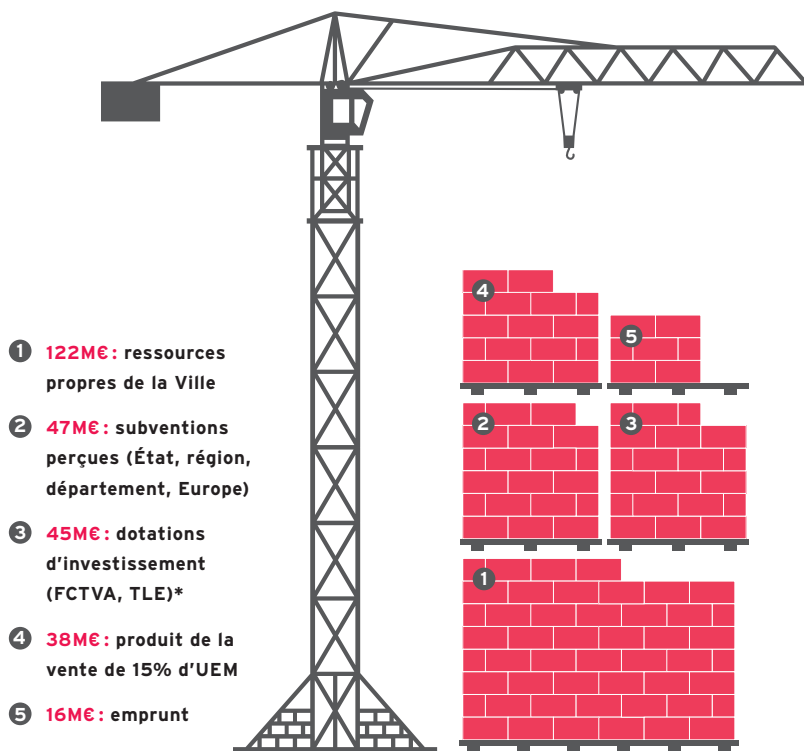 1 122M€ : ressources
propres de la Ville
2 47M€ : subventions
perçues (État, région,
département, Europe)
3 45M€ : dotations
d'investissement
(FCTVA, TLE)*
4 38M€ : produit de la
vente de 15% d'UEM
5 16M€ : emprunt
4
5
2
3
1